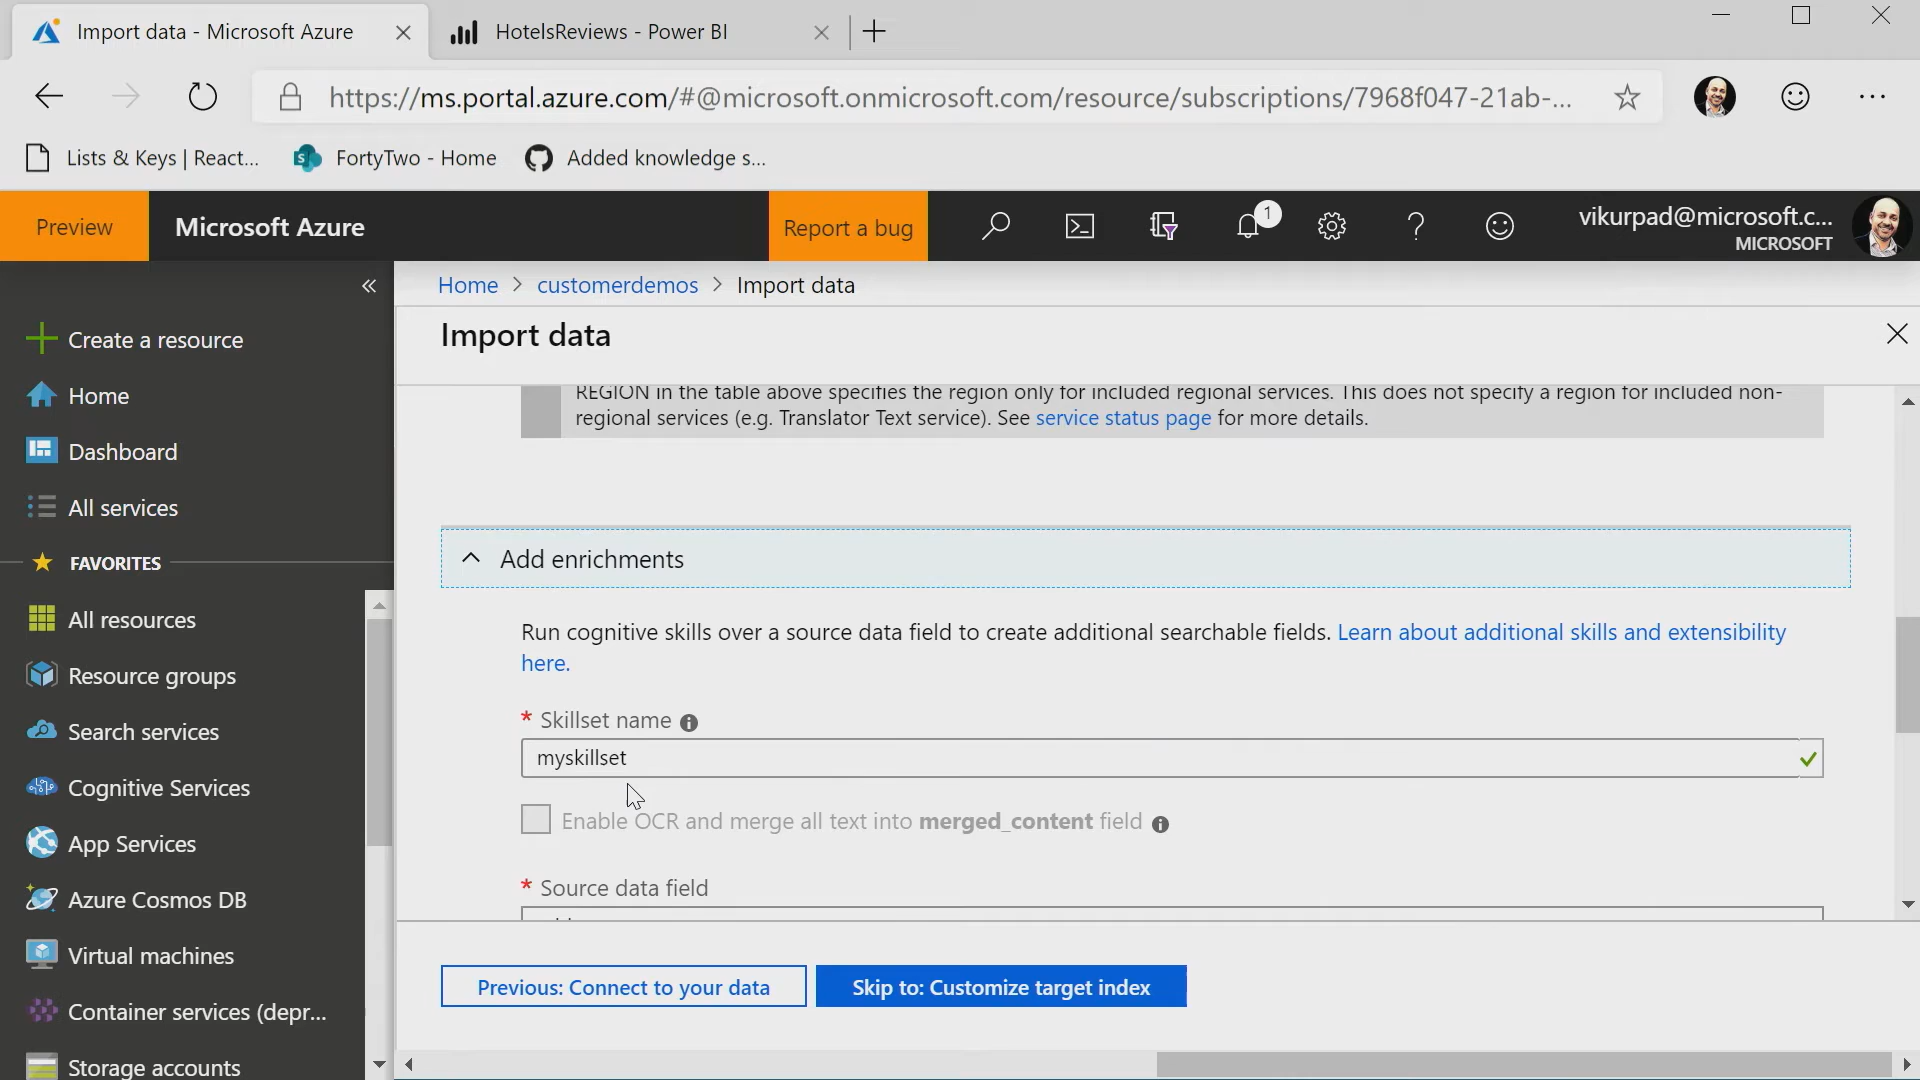 Import data - Microsoft Azure
HotelsReviews - Power BI
https://ms.portal.azure.com/#@microsoft.onmicrosoft.com/resource/subscriptions/7968f047-21ab-...
Lists & Keys | React...
FortyTwo - Home
Added knowledge s...
Preview
Microsoft Azure
Report a bug
1
vikurpad@microsoft.c...
MICROSOFT
Home > customerdemos > Import data
Import data
Create a resource
Home
Dashboard
All services
FAVORITES
All resources
Resource groups
Search services
Cognitive Services
App Services
Azure Cosmos DB
Virtual machines
Container services (depr...
Storage accounts
REGION in the table above specifies the region only for included regional services. This does not specify a region for included non-
regional services (e.g. Translator Text service). See service status page for more details.
Add enrichments
Run cognitive skills over a source data field to create additional searchable fields. Learn about additional skills and extensibility
here.
* Skillset name
myskillset
Enable OCR and merge all text into merged_content field
* Source data field
Previous: Connect to your data
Skip to: Customize target index